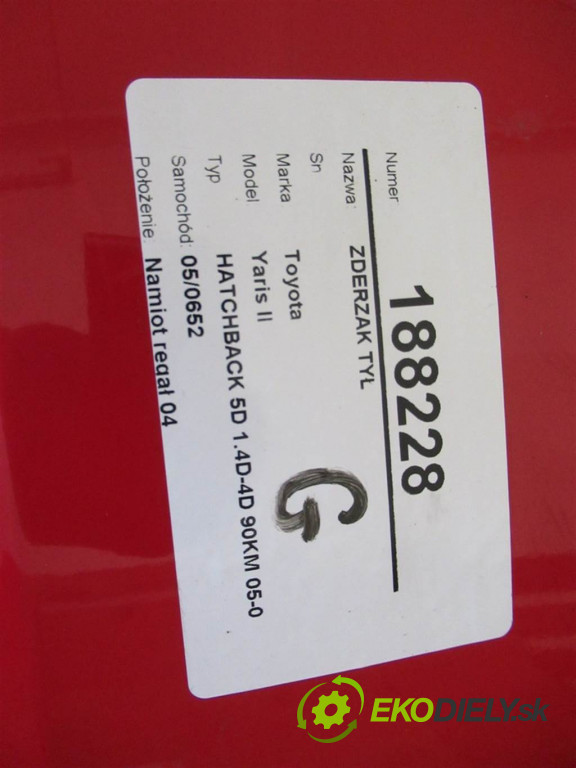 Numer 188228
Nazwa: ZDERZAK TYL
Sn
Marka Toyota
Model Yaris II
Typ HATCHBACK 5D 1.4D-4D 90KM 05-0
Samochód: 05/0652
Położenie: Namiot regał 04
G
EKODIELY.sk